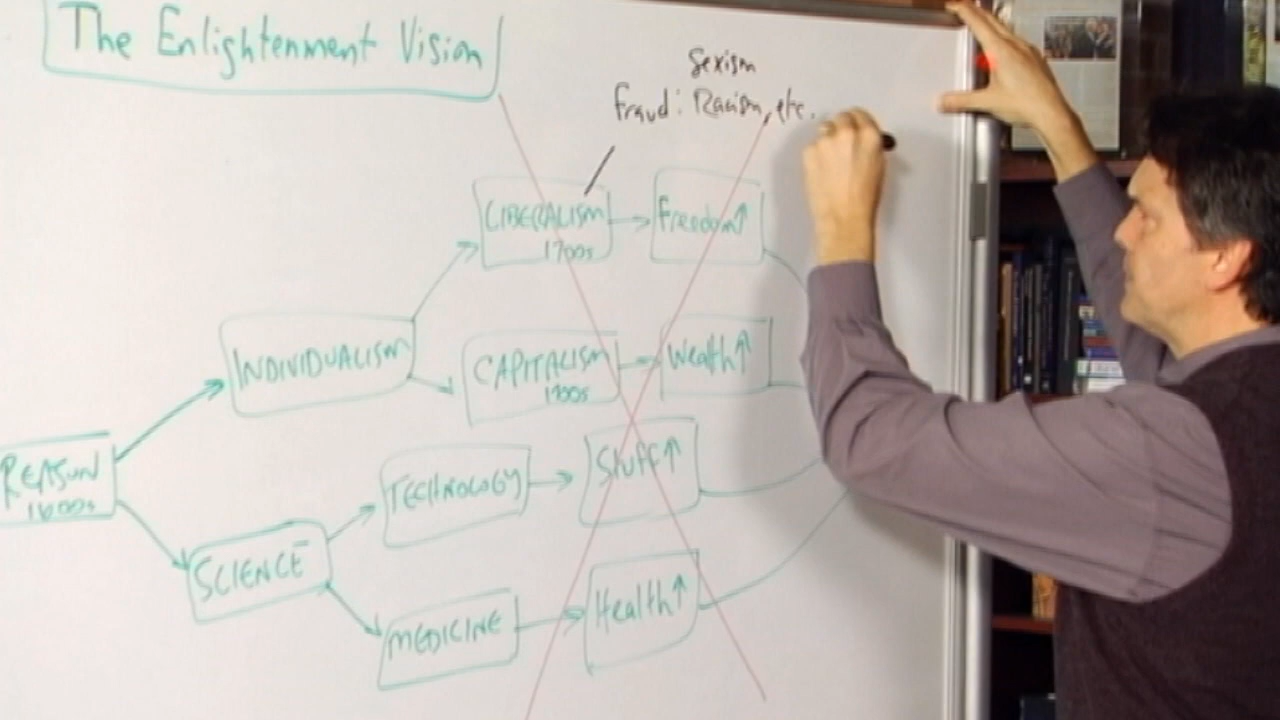 The Enlightenment Vision
Sexism
Fraud: Racism, etc.
LIBERALISM
1700s
Freedom↑
INDIVIDUALISM
CAPITALISM
1700s
Wealth↑
REASON
1600s
TECHNOLOGY
Stuff↑
SCIENCE
MEDICINE
Health↑